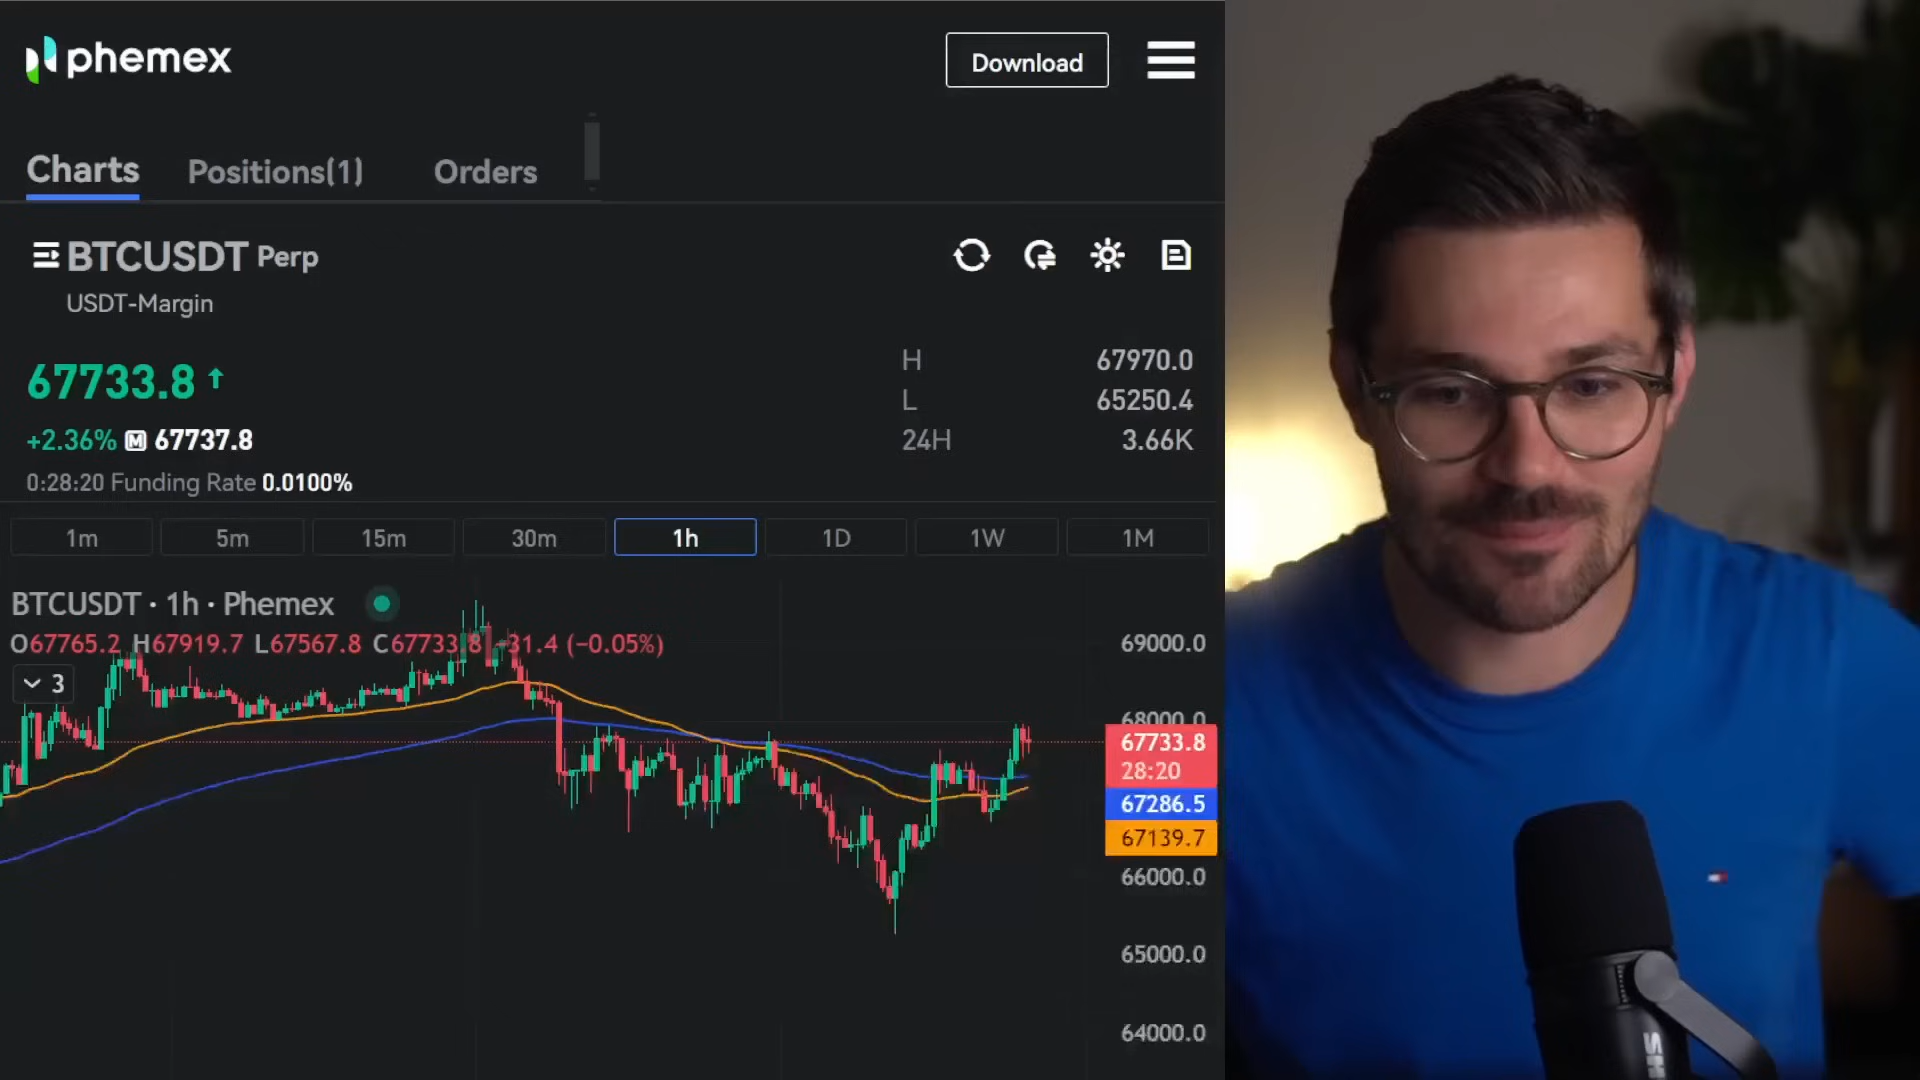 phemex
Download
Charts Positions(1) Orders
BTCUSDT Perp
USDT-Margin
67733.8
H 67970.0
L 65250.4
+2.36% M 67737.8
24H 3.66K
0:28:20 Funding Rate 0.0100%
1m 5m 15m 30m 1h 1D 1W 1M
BTCUSDT · 1h · Phemex
O67765.2 H67919.7 L67567.8 C67733.8 −31.4 (−0.05%)
3
69000.0
68000.0
67733.8
28:20
67286.5
67139.7
66000.0
65000.0
64000.0